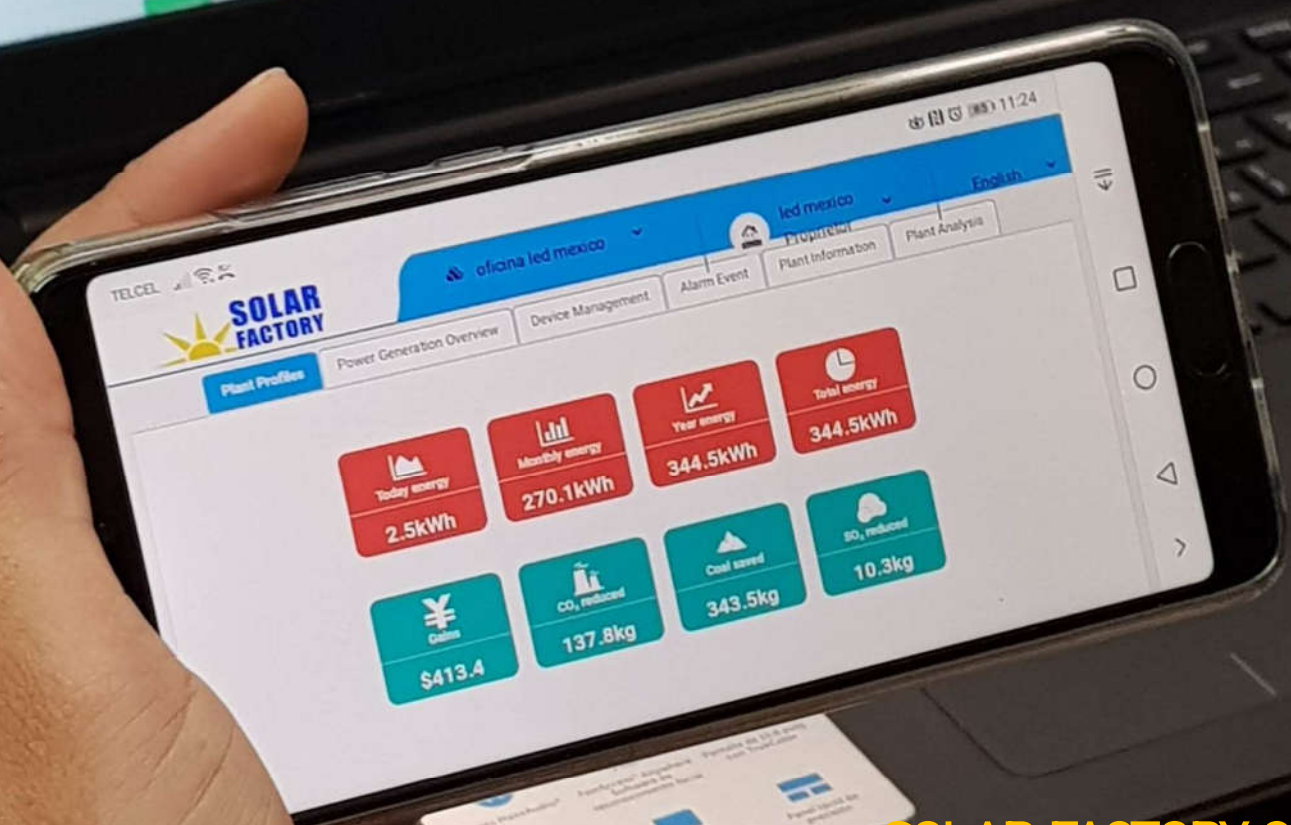 11:24
TELCEL
SOLAR
FACTORY
oficina led mexico
led mexico
Proprietor
English
Plant Profiles
Power Generation Overview
Device Management
Alarm Event
Plant Information
Plant Analysis
Today energy
2.5kWh
Monthly energy
270.1kWh
Year energy
344.5kWh
Total energy
344.5kWh
¥
Gains
$413.4
CO₂ reduced
137.8kg
Coal saved
343.5kg
SO₂ reduced
10.3kg
SOLAR FACTORY